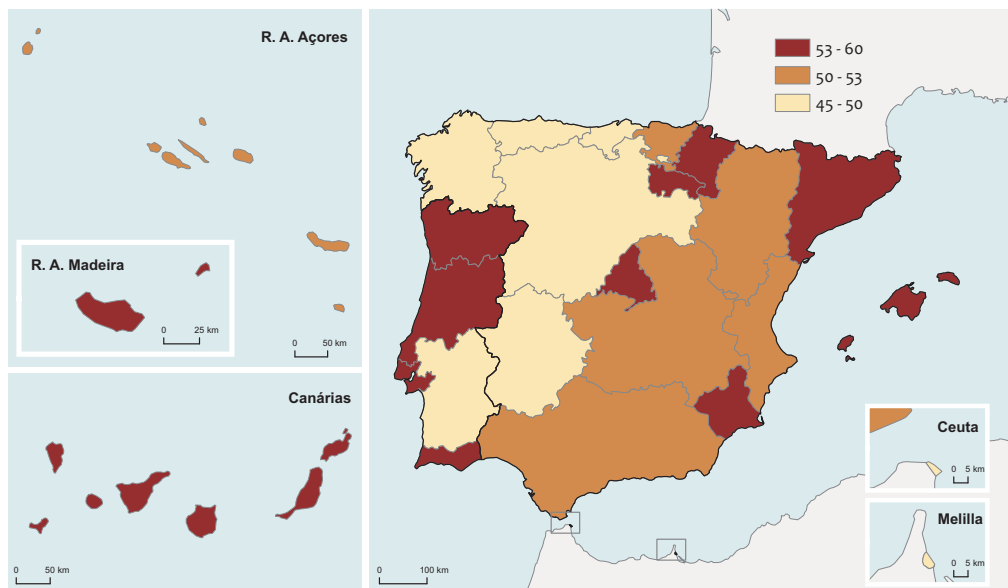 R. A. Açores
53 - 60
50 - 53
45 - 50
R. A. Madeira
0 25 km
0 50 km
Canárias
0 50 km
0 100 km
Ceuta
0 5 km
Melilla
0 5 km